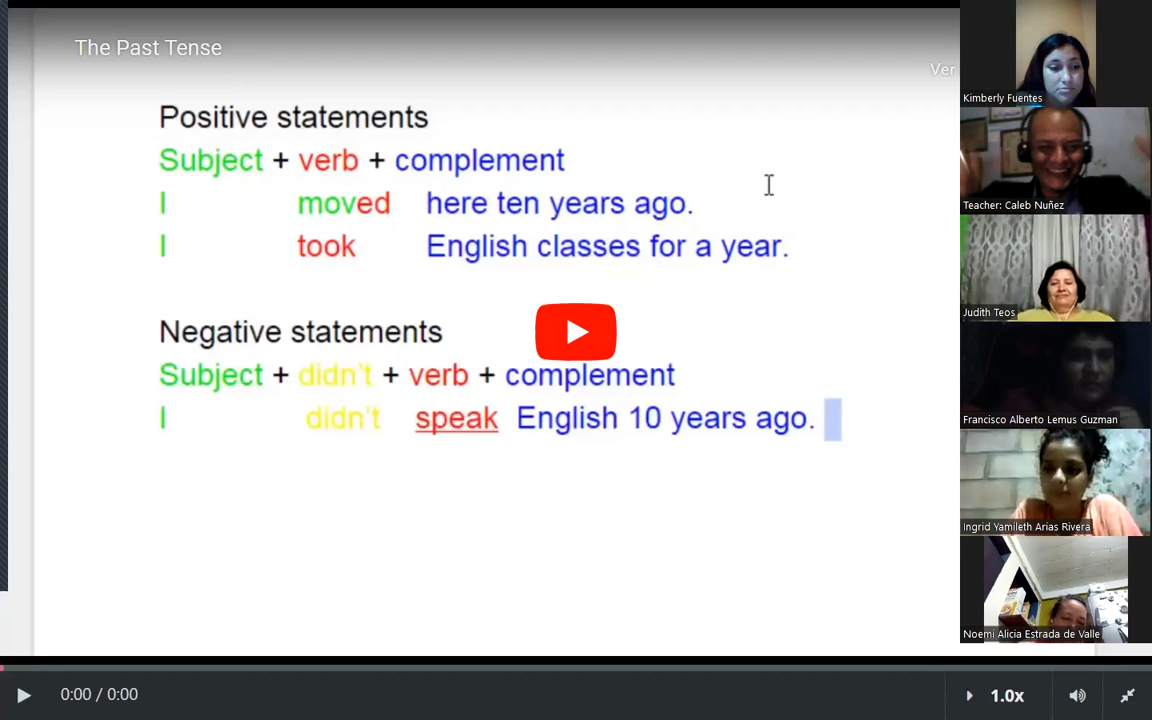 The Past Tense
Ver
Positive statements
Subject + verb + complement
I moved here ten years ago.
I took English classes for a year.
Negative statements
Subject + didn't + verb + complement
I didn't speak English 10 years ago.
Kimberly Fuentes
Teacher: Caleb Nuñez
Judith Teos
Francisco Alberto Lemus Guzman
Ingrid Yamileth Arias Rivera
Noemi Alicia Estrada de Valle
0:00 / 0:00
1.0x